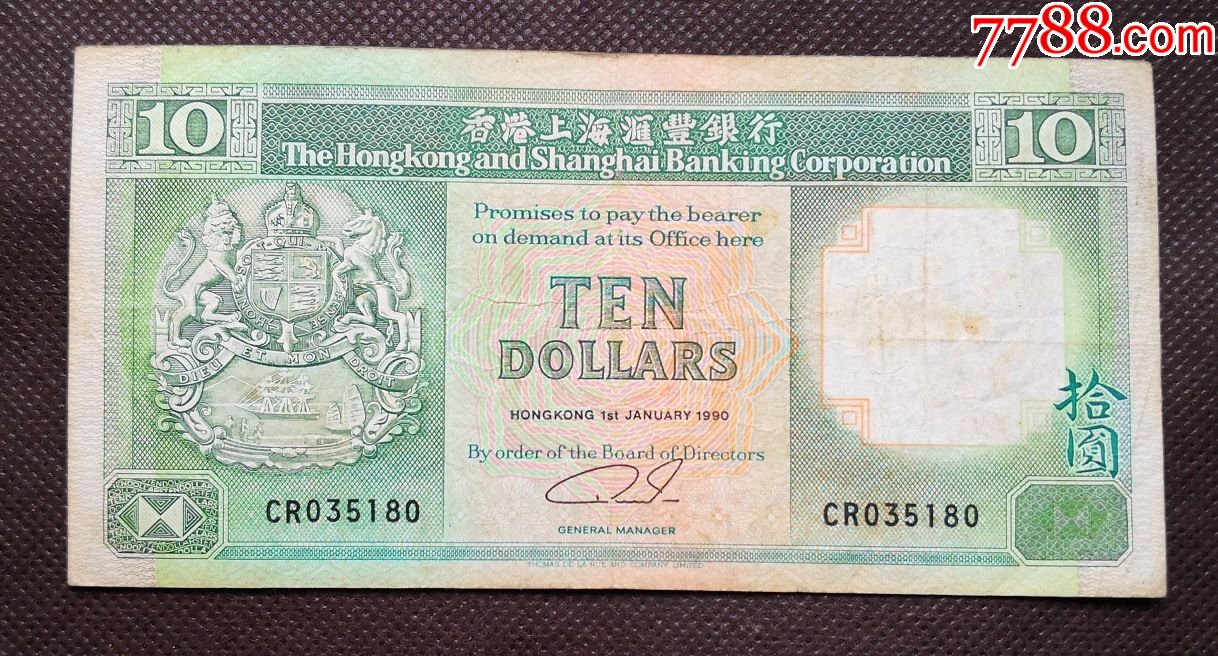 7788.com
10
香港上海滙豐銀行
10
The Hongkong and Shanghai Banking Corporation
Promises to pay the bearer
on demand at its Office here
TEN
DOLLARS
HONGKONG 1st JANUARY 1990
By order of the Board of Directors
GENERAL MANAGER
DIEU ET MON DROIT
拾圓
CR035180
CR035180
THOMAS DE LA RUE AND COMPANY LIMITED